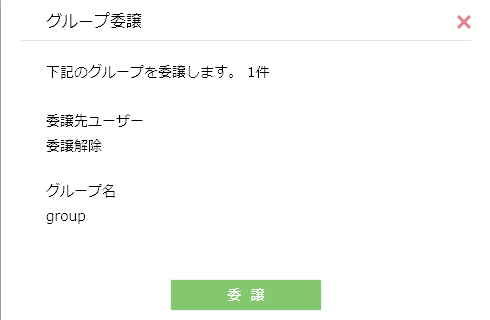 グループ委譲
下記のグループを委譲します。 1件
委譲先ユーザー
委譲解除
グループ名
group
委 譲